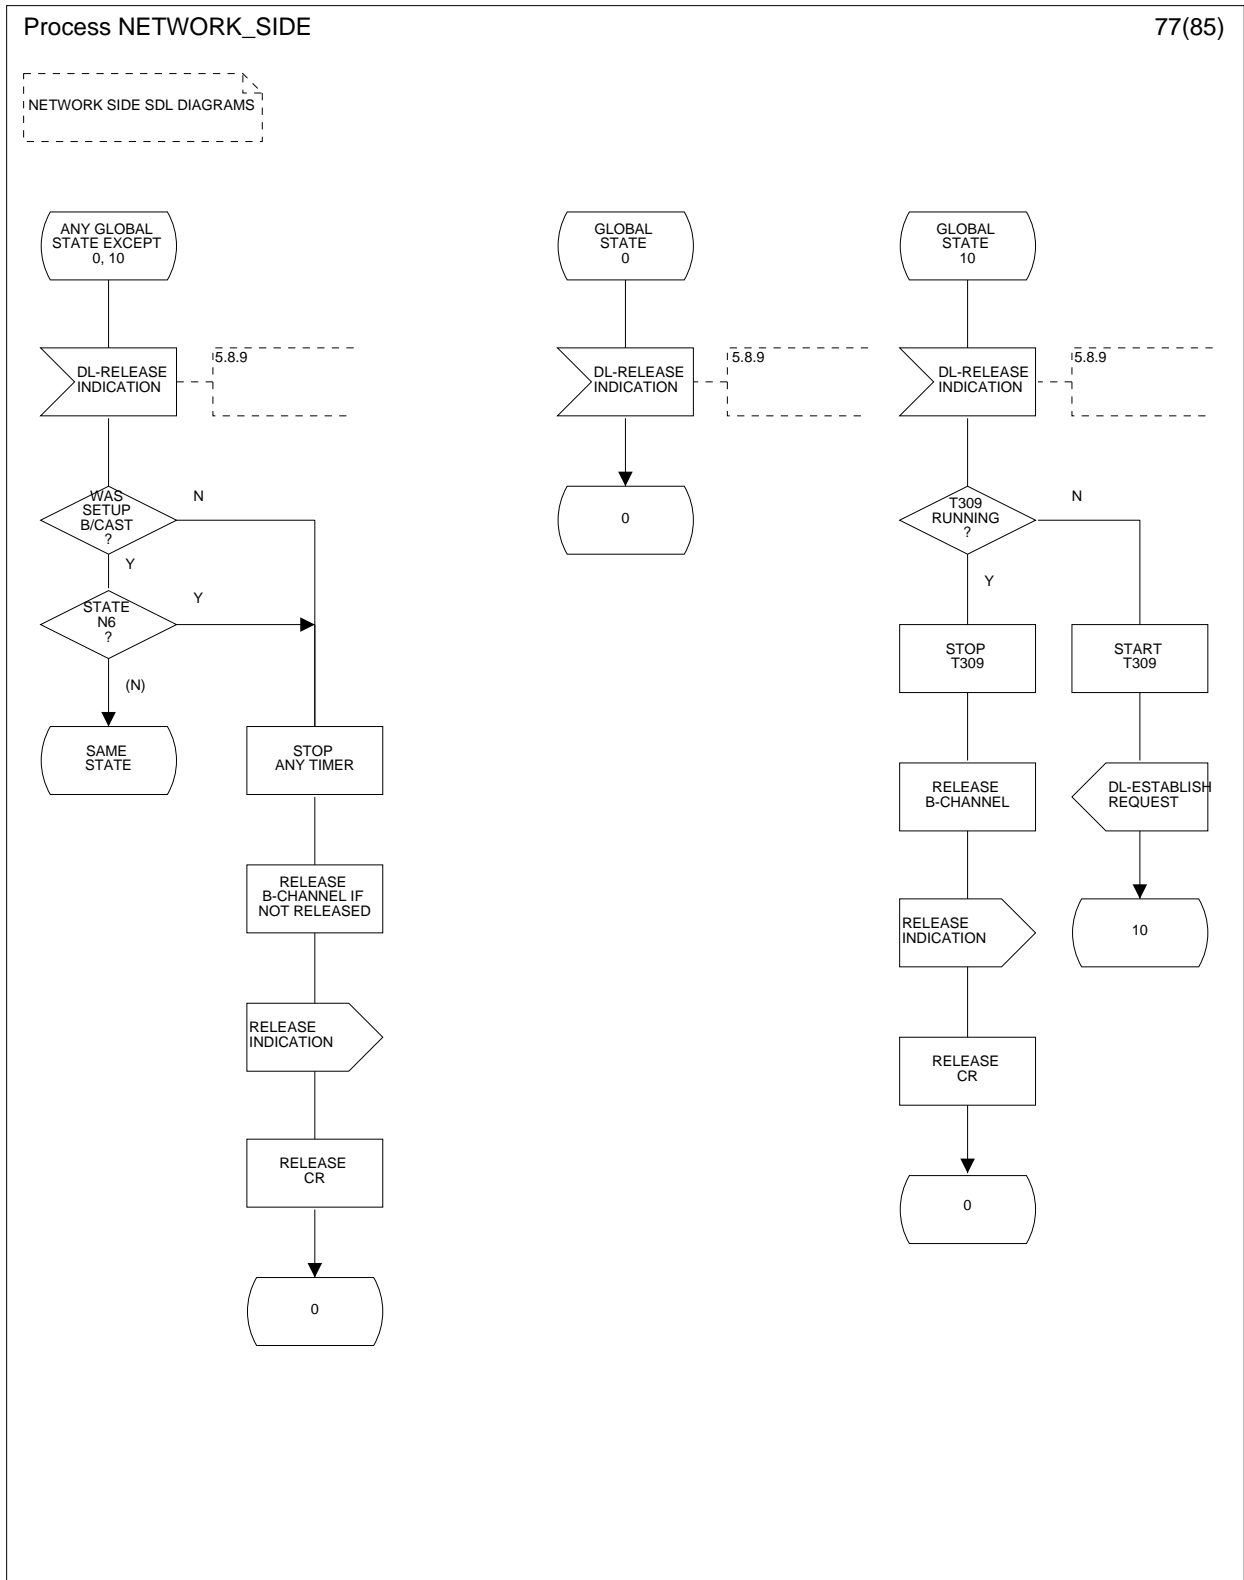 Process NETWORK_SIDE
77(85)
NETWORK SIDE SDL DIAGRAMS
ANY GLOBAL
STATE EXCEPT
0, 10
DL-RELEASE
INDICATION
5.8.9
WAS
SETUP
B/CAST
?
N
Y
STATE
N6
?
Y
(N)
SAME
STATE
STOP
ANY TIMER
RELEASE
B-CHANNEL IF
NOT RELEASED
RELEASE
INDICATION
RELEASE
CR
0
GLOBAL
STATE
0
DL-RELEASE
INDICATION
5.8.9
0
GLOBAL
STATE
10
DL-RELEASE
INDICATION
5.8.9
T309
RUNNING
?
N
Y
STOP
T309
RELEASE
B-CHANNEL
RELEASE
INDICATION
RELEASE
CR
0
START
T309
DL-ESTABLISH
REQUEST
10